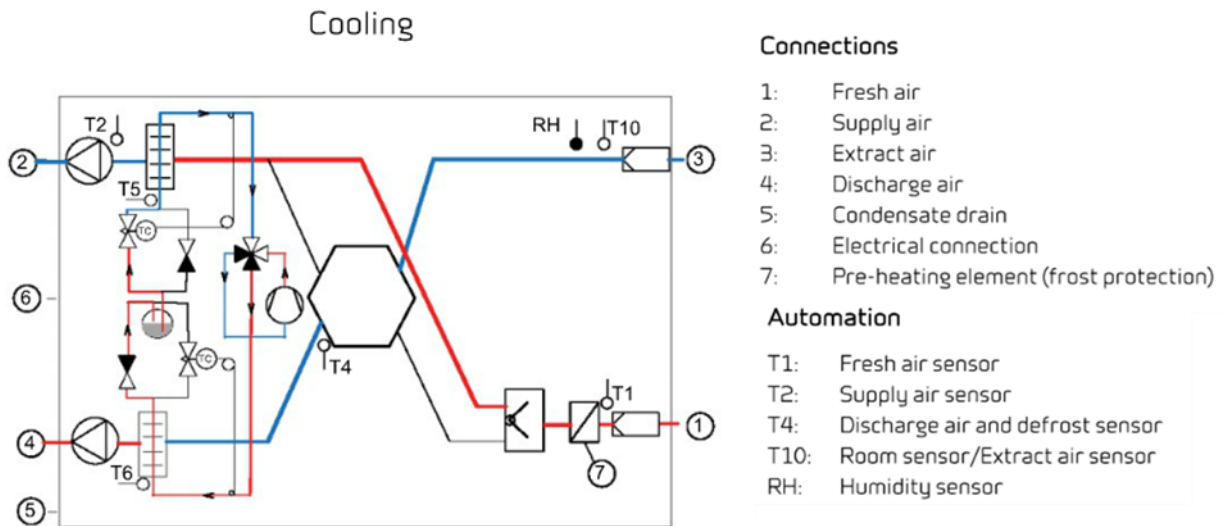 Cooling
T2
2
T5
TC
6
TC
4
T6
5
RH
T10
3
T4
T1
1
7
Connections
1: Fresh air
2: Supply air
3: Extract air
4: Discharge air
5: Condensate drain
6: Electrical connection
7: Pre-heating element (frost protection)
Automation
T1: Fresh air sensor
T2: Supply air sensor
T4: Discharge air and defrost sensor
T10: Room sensor/Extract air sensor
RH: Humidity sensor